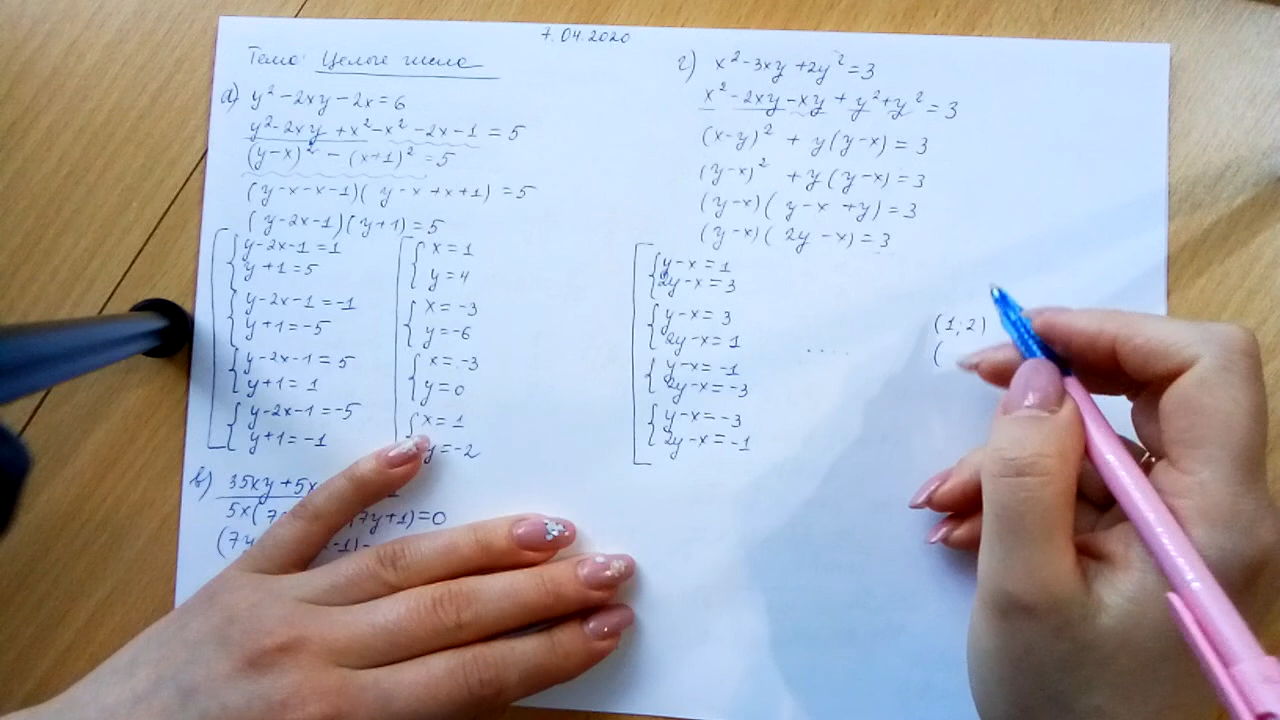 7.04.2020
Тема: Целые числа
а) y² - 2xy - 2x = 6
y² - 2xy + x² - x² - 2x - 1 = 5
(y-x)² - (x+1)² = 5
(y-x-x-1)(y-x+x+1) = 5
(y-2x-1)(y+1) = 5
y-2x-1 = 1
y+1 = 5
y-2x-1 = -1
y+1 = -5
y-2x-1 = 5
y+1 = 1
y-2x-1 = -5
y+1 = -1
x = 1
y = 4
x = -3
y = -6
x = -3
y = 0
x = 1
y = -2
в) 35xy + 5x
5x(7 7y+1) = 0
(7y -1)
г) x² - 3xy + 2y² = 3
x² - 2xy - xy + y² + y² = 3
(x-y)² + y(y-x) = 3
(y-x)² + y(y-x) = 3
(y-x)(y-x+y) = 3
(y-x)(2y-x) = 3
y-x = 1
2y-x = 3
y-x = 3
2y-x = 1
y-x = -1
2y-x = -3
y-x = -3
2y-x = -1
....
(1;2)
(